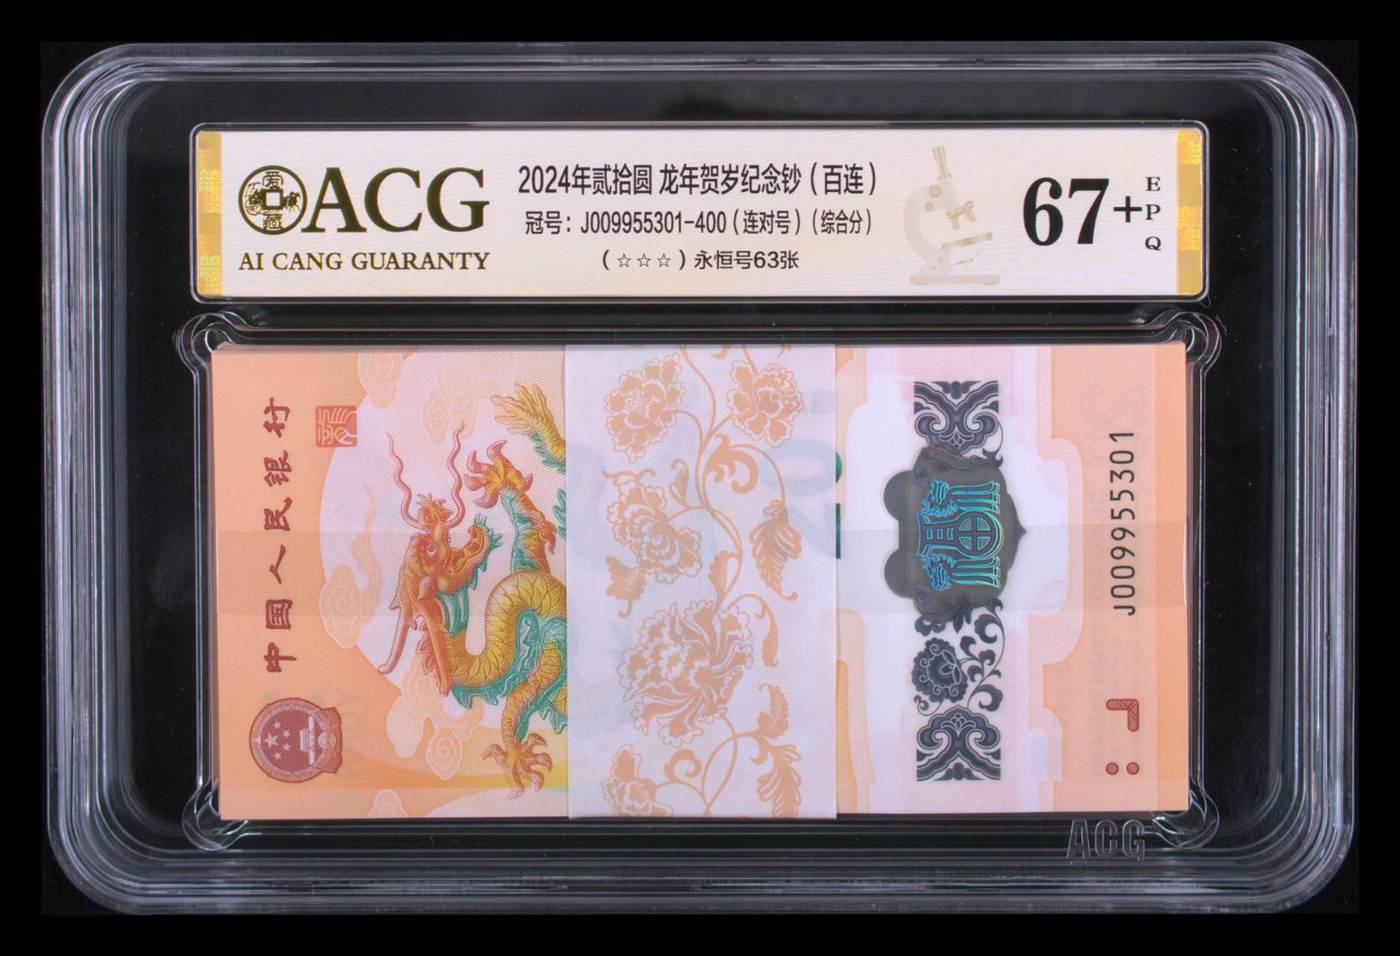 ACG
AI CANG GUARANTY
2024年贰拾圆 龙年贺岁纪念钞（百连）
冠号：J009955301-400（连对号）（综合分）
（☆☆☆）永恒号63张
67+
EPQ
中国人民银行
J009955301
ACG